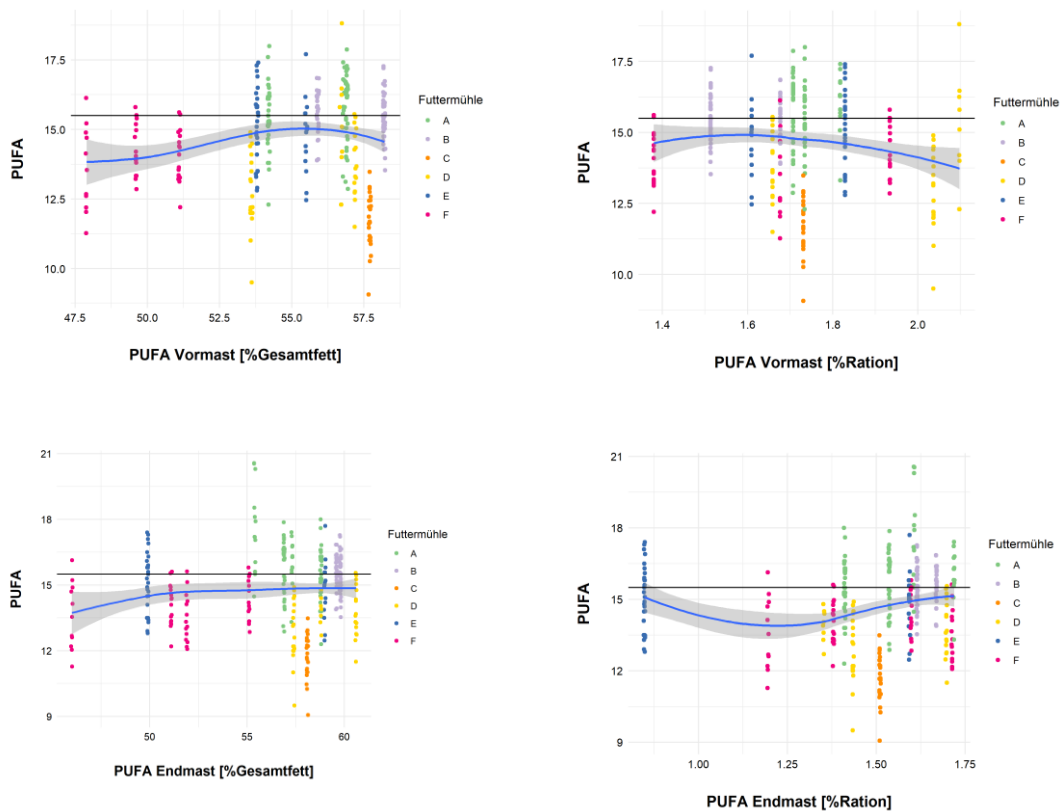 17.5
15.0
12.5
10.0
PUFA
47.5 50.0 52.5 55.0 57.5
PUFA Vormast [%Gesamtfett]
Futtermühle
A
B
C
D
E
F
17.5
15.0
12.5
10.0
PUFA
1.4 1.6 1.8 2.0
PUFA Vormast [%Ration]
Futtermühle
A
B
C
D
E
F
21
18
15
12
9
PUFA
50 55 60
PUFA Endmast [%Gesamtfett]
Futtermühle
A
B
C
D
E
F
21
18
15
12
9
PUFA
1.00 1.25 1.50 1.75
PUFA Endmast [%Ration]
Futtermühle
A
B
C
D
E
F